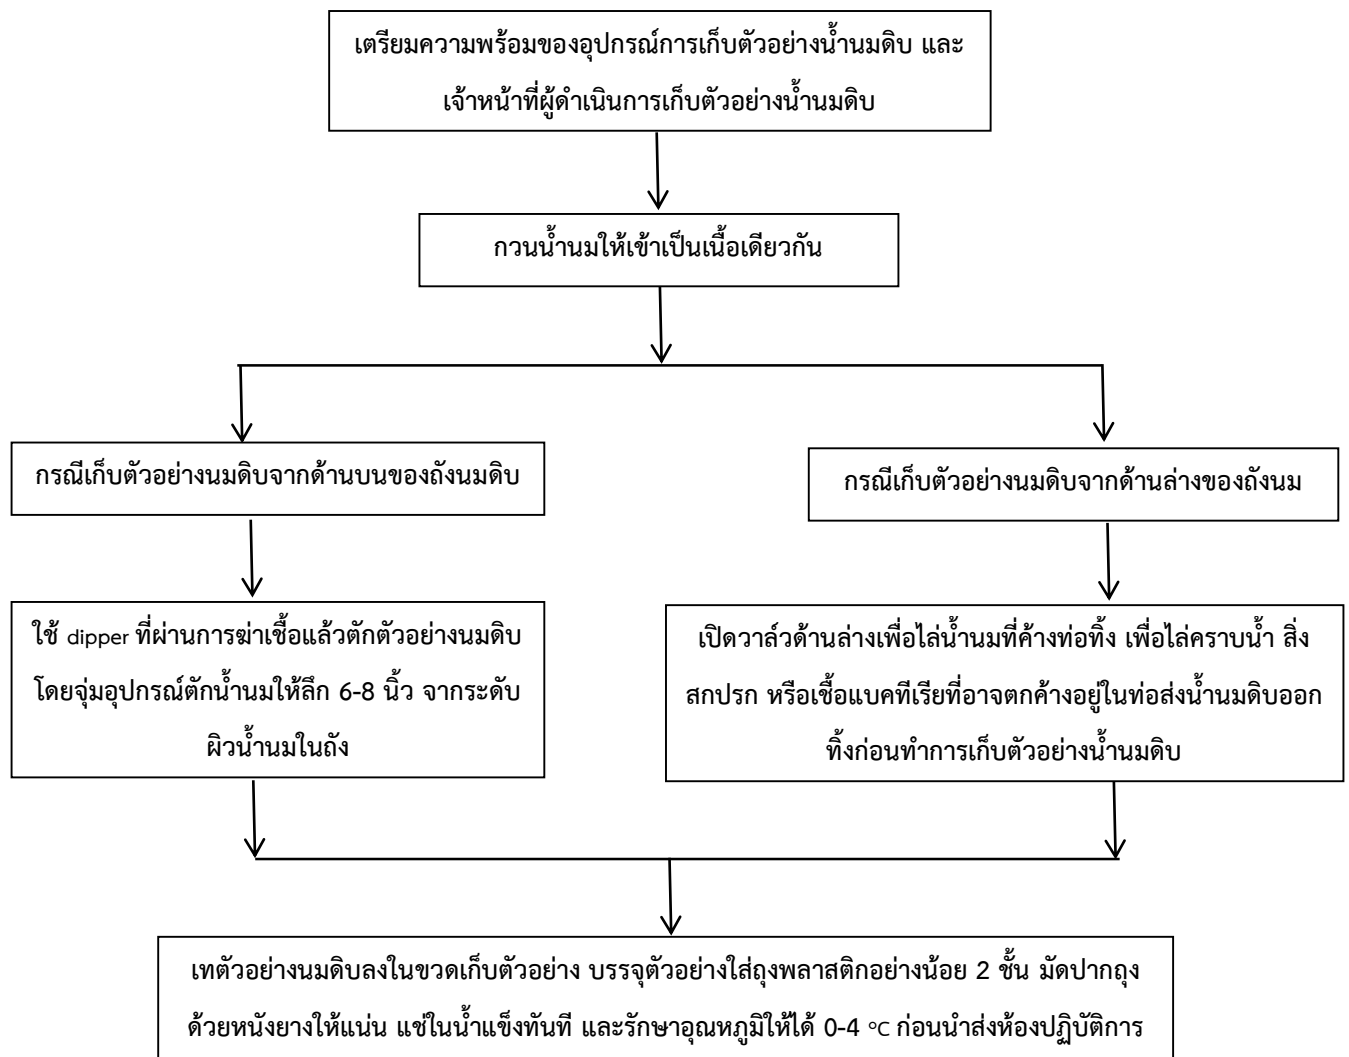 เตรียมความพร้อมของอุปกรณ์การเก็บตัวอย่างน้ำนมดิบ และ
เจ้าหน้าที่ผู้ดำเนินการเก็บตัวอย่างน้ำนมดิบ
กวนน้ำนมให้เข้าเป็นเนื้อเดียวกัน
กรณีเก็บตัวอย่างนมดิบจากด้านบนของถังนมดิบ
ใช้ dipper ที่ผ่านการฆ่าเชื้อแล้วตักตัวอย่างนมดิบ
โดยจุ่มอุปกรณ์ตักน้ำนมให้ลึก 6-8 นิ้ว จากระดับ
ผิวน้ำนมในถัง
กรณีเก็บตัวอย่างนมดิบจากด้านล่างของถังนม
เปิดวาล์วด้านล่างเพื่อไล่น้ำนมที่ค้างท่อทิ้ง เพื่อไล่คราบน้ำ สิ่ง
สกปรก หรือเชื้อแบคทีเรียที่อาจตกค้างอยู่ในท่อส่งน้ำนมดิบออก
ทิ้งก่อนทำการเก็บตัวอย่างน้ำนมดิบ
เทตัวอย่างนมดิบลงในขวดเก็บตัวอย่าง บรรจุตัวอย่างใส่ถุงพลาสติกอย่างน้อย 2 ชั้น มัดปากถุง
ด้วยหนังยางให้แน่น แช่ในน้ำแข็งทันที และรักษาอุณหภูมิให้ได้ 0-4 °C ก่อนนำส่งห้องปฏิบัติการ